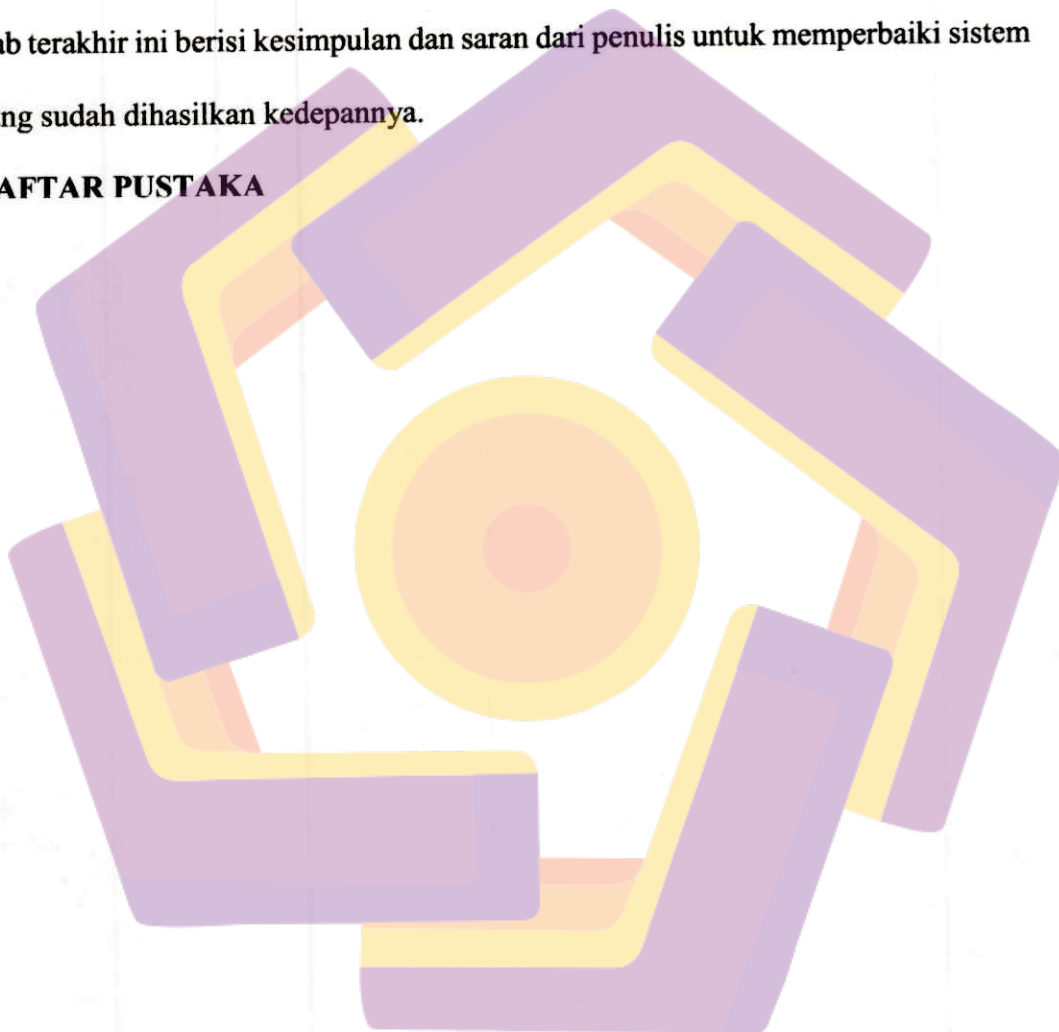 ab terakhir ini berisi kesimpulan dan saran dari penulis untuk memperbaiki sistem
ng sudah dihasilkan kedepannya.
AFTAR PUSTAKA